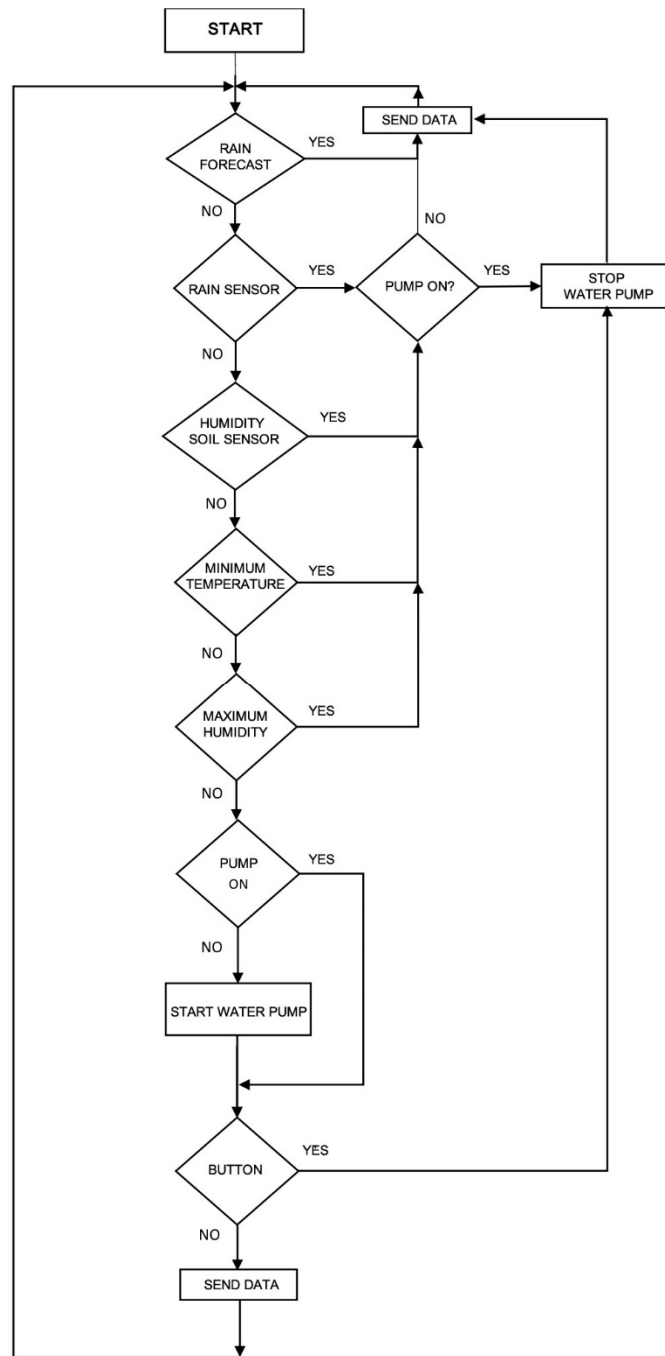 START
SEND DATA
RAIN
FORECAST
YES
NO
NO
RAIN SENSOR
YES
PUMP ON?
YES
STOP
WATER PUMP
NO
HUMIDITY
SOIL SENSOR
YES
NO
MINIMUM
TEMPERATURE
YES
NO
MAXIMUM
HUMIDITY
YES
NO
PUMP
ON
YES
NO
START WATER PUMP
BUTTON
YES
NO
SEND DATA